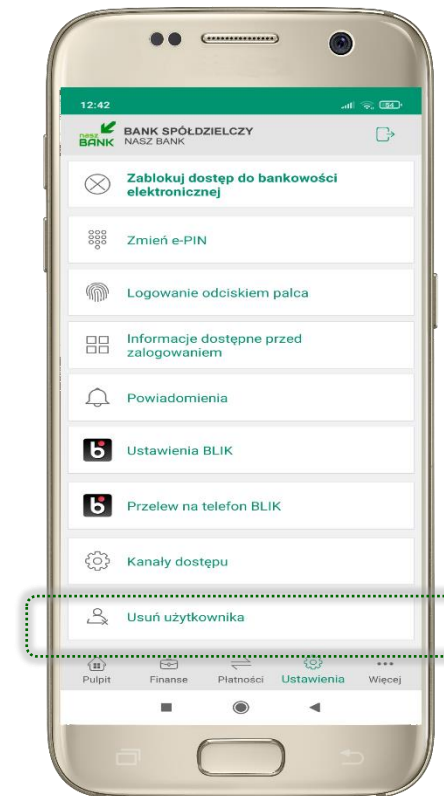 12:42
54
nasz BANK
BANK SPÓŁDZIELCZY
NASZ BANK
Zablokuj dostęp do bankowości
elektronicznej
Zmień e-PIN
Logowanie odciskiem palca
Informacje dostępne przed
zalogowaniem
Powiadomienia
Ustawienia BLIK
Przelew na telefon BLIK
Kanały dostępu
Usuń użytkownika
Pulpit Finanse Płatności Ustawienia Więcej